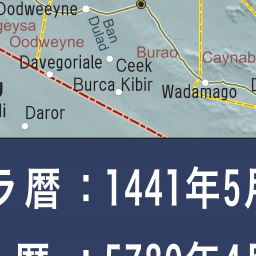 Oodweeyne
geysa
Oodweyne
Ban
Dulad
Burao
Caynab
Davegoriale
Ceek
Burca Kibir
Wadamago
Daror
ラ暦：1441年5月